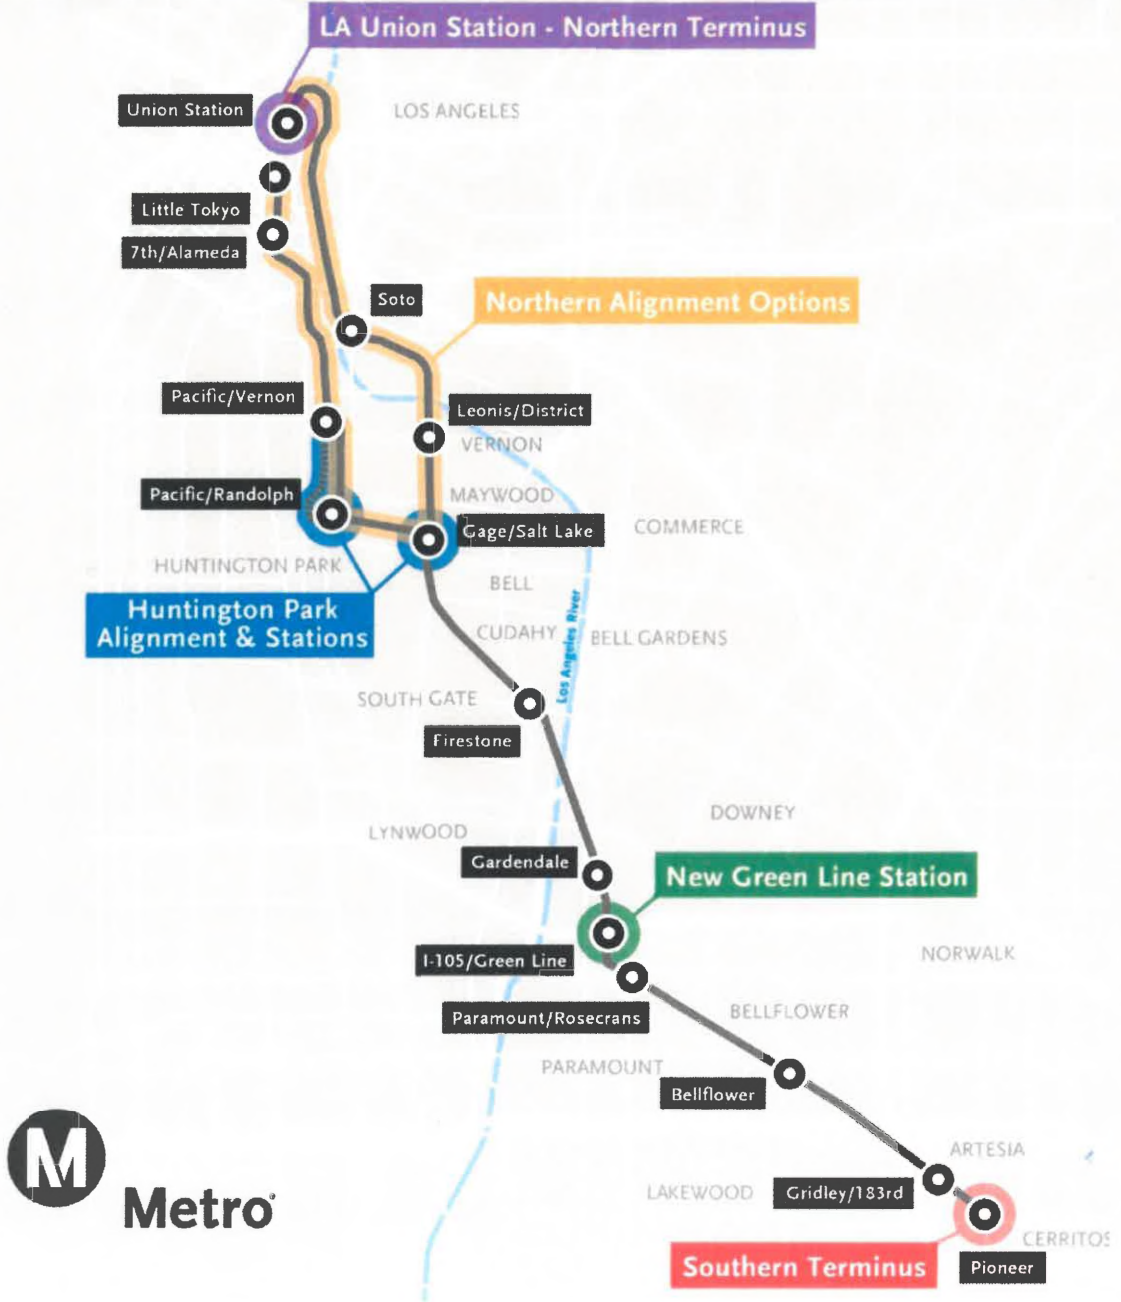 LA Union Station - Northern Terminus
Union Station
LOS ANGELES
Little Tokyo
7th/Alameda
Soto
Northern Alignment Options
Pacific/Vernon
Leonis/District
VERNON
Pacific/Randolph
MAYWOOD
Gage/Salt Lake
COMMERCE
HUNTINGTON PARK
BELL
Huntington Park
Alignment & Stations
CUDAHY
Los Angeles River
BELL GARDENS
SOUTH GATE
Firestone
DOWNEY
LYNWOOD
Gardendale
New Green Line Station
I-105/Green Line
NORWALK
Paramount/Rosecrans
BELLFLOWER
PARAMOUNT
Bellflower
M
Metro
ARTESIA
LAKEWOOD
Gridley/183rd
CERRITOS
Southern Terminus
Pioneer